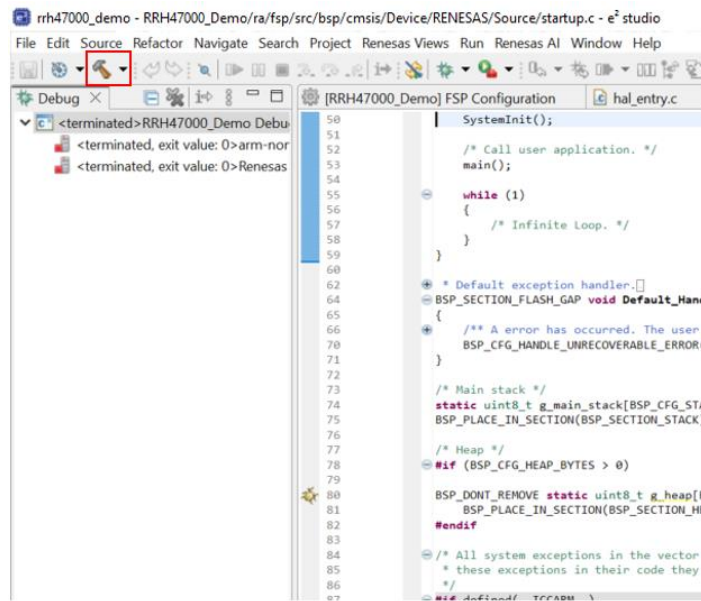 rrh47000_demo - RRH47000_Demo/ra/fsp/src/bsp/cmsis/Device/RENESAS/Source/startup.c - e² studio
File Edit Source Refactor Navigate Search Project Renesas Views Run Renesas AI Window Help
Debug
[RRH47000_Demo] FSP Configuration
hal_entry.c
<terminated>RRH47000_Demo Debu
<terminated, exit value: 0>arm-nor
<terminated, exit value: 0>Renesas
50 SystemInit();
51
52 /* Call user application. */
53 main();
54
55 while (1)
56 {
57 /* Infinite Loop. */
58 }
59 }
60
62 * Default exception handler.
64 BSP_SECTION_FLASH_GAP void Default_Han
65 {
66 /** A error has occurred. The user
70 BSP_CFG_HANDLE_UNRECOVERABLE_ERROR
71 }
72
73 /* Main stack */
74 static uint8_t g_main_stack[BSP_CFG_STA
75 BSP_PLACE_IN_SECTION(BSP_SECTION_STACK
76
77 /* Heap */
78 #if (BSP_CFG_HEAP_BYTES > 0)
79
80 BSP_DONT_REMOVE static uint8_t g_heap[
81 BSP_PLACE_IN_SECTION(BSP_SECTION_HE
82 #endif
83
84 /* All system exceptions in the vector
85 * these exceptions in their code they
86 */
87 #if defined(__ICCARM__)